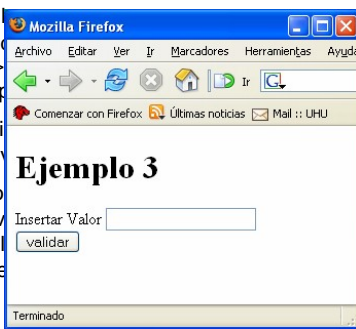 Mozilla Firefox
Archivo Editar Ver Ir Marcadores Herramientas Ayuda
Ir G
Comenzar con Firefox Últimas noticias Mail :: UHU
Ejemplo 3
Insertar Valor
validar
Terminado